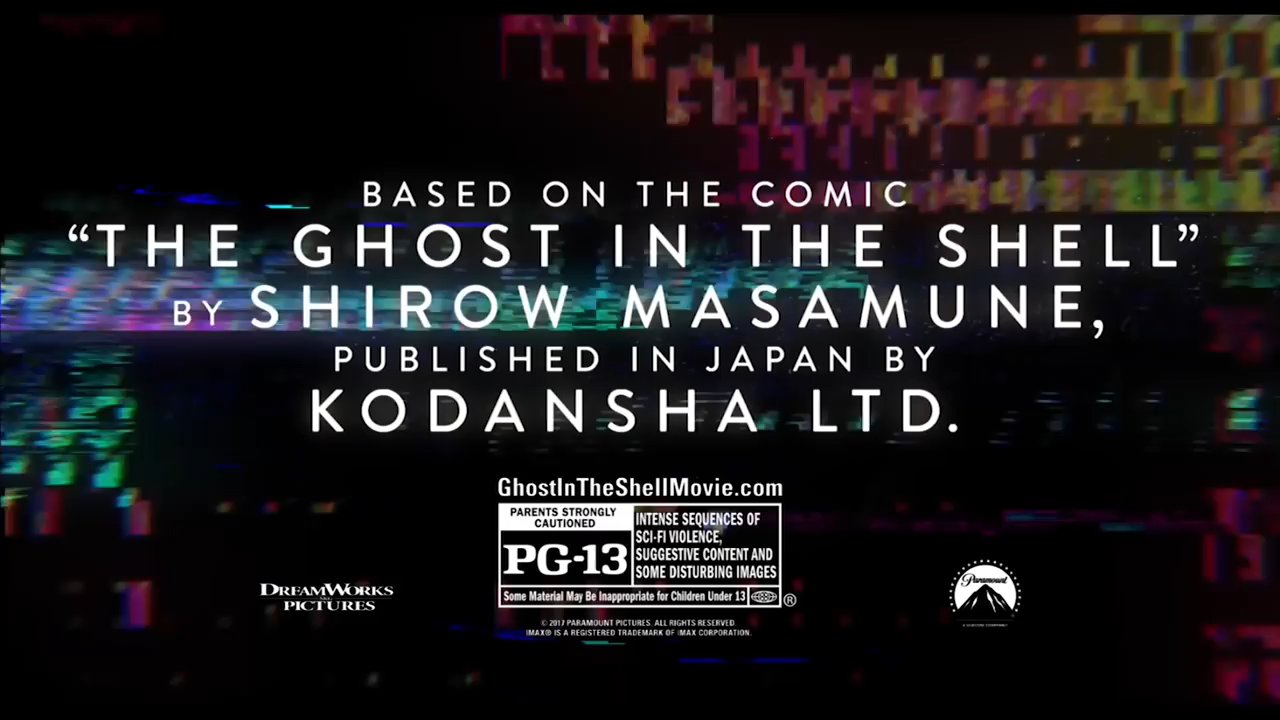 BASED ON THE COMIC
“THE GHOST IN THE SHELL”
BY SHIROW MASAMUNE,
PUBLISHED IN JAPAN BY
KODANSHA LTD.
GhostInTheShellMovie.com
PARENTS STRONGLY
CAUTIONED
PG-13
INTENSE SEQUENCES OF
SCI-FI VIOLENCE,
SUGGESTIVE CONTENT AND
SOME DISTURBING IMAGES
Some Material May Be Inappropriate for Children Under 13
®
DREAMWORKS
PICTURES
Paramount
© 2017 PARAMOUNT PICTURES. ALL RIGHTS RESERVED.
IMAX® IS A REGISTERED TRADEMARK OF IMAX CORPORATION.